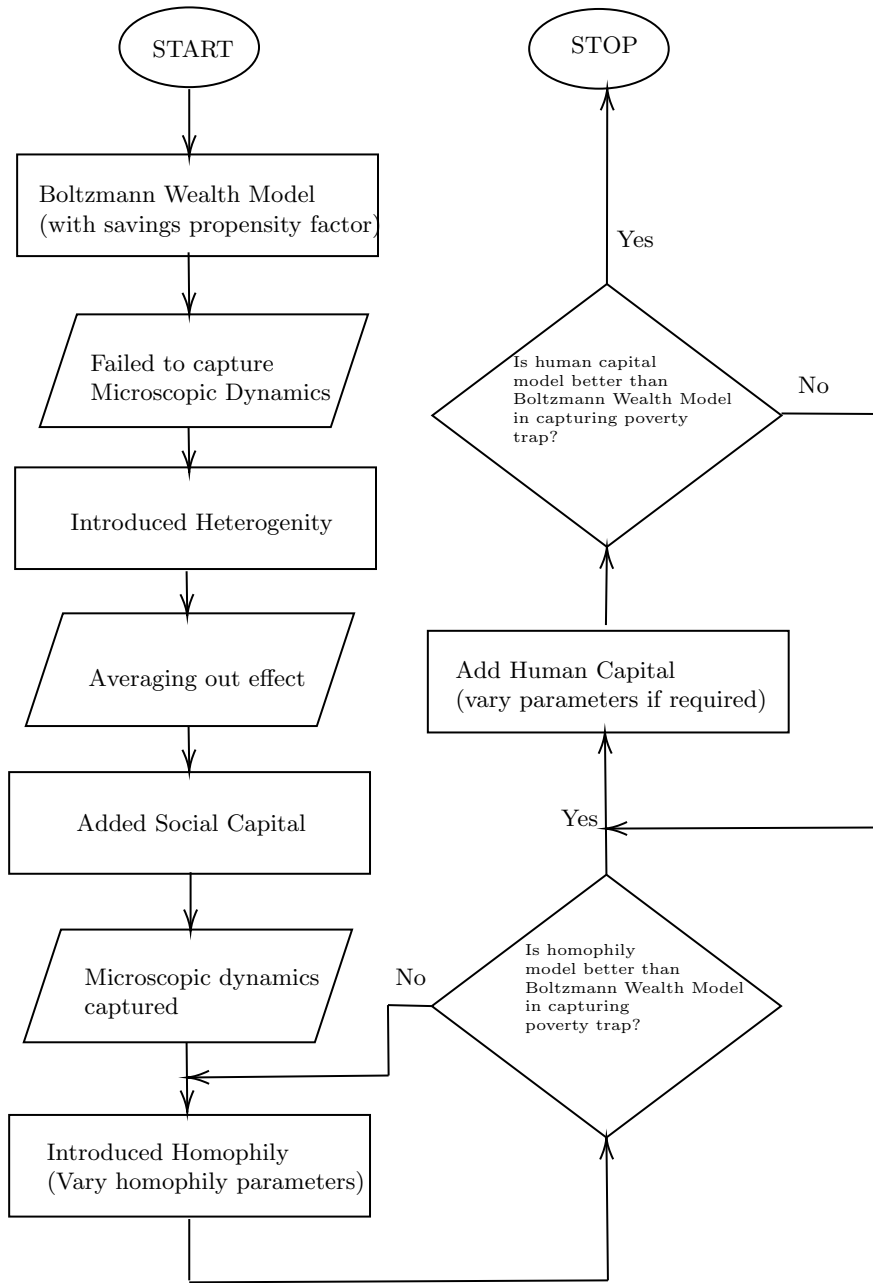 START
Boltzmann Wealth Model
(with savings propensity factor)
Failed to capture
Microscopic Dynamics
Introduced Heterogenity
Averaging out effect
Added Social Capital
Microscopic dynamics
captured
Introduced Homophily
(Vary homophily parameters)
No
Is homophily
model better than
Boltzmann Wealth Model
in capturing
poverty trap?
Yes
Add Human Capital
(vary parameters if required)
Is human capital
model better than
Boltzmann Wealth Model
in capturing poverty
trap?
No
Yes
STOP